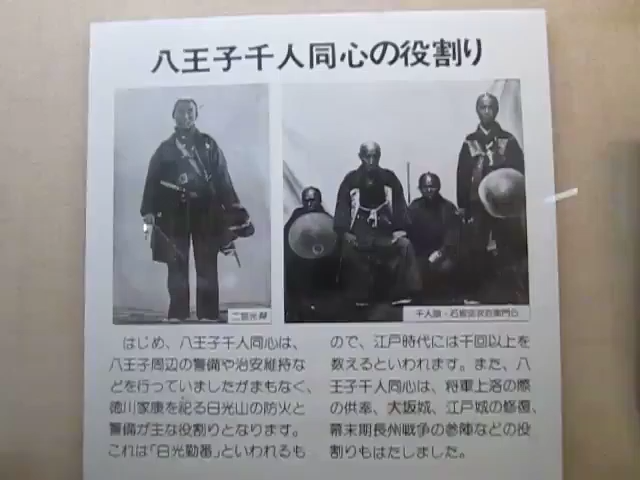 八王子千人同心の役割り
千人頭・石坂弥次右衛門ら
はじめ、八王子千人同心は、
八王子周辺の警備や治安維持な
どを行っていましたがまもなく、
徳川家康を祀る日光山の防火と
警備が主な役割りとなります。
これは「日光勤番」といわれるも
ので、江戸時代には千回以上を
数えるといわれます。また、八
王子千人同心は、将軍上洛の際
の供奉、大坂城、江戸城の修復、
幕末期長州戦争の参陣などの役
割りもはたしました。